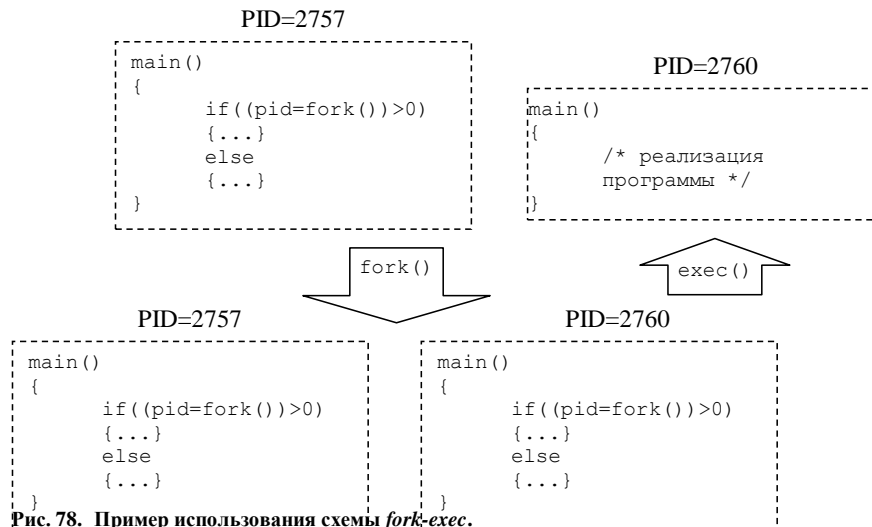 PID=2757
main()
{
if((pid=fork())>0)
{...}
else
{...}
}
PID=2760
main()
{
/* реализация
программы */
}
fork()
exec()
PID=2757
main()
{
if((pid=fork())>0)
{...}
else
{...}
}
PID=2760
main()
{
if((pid=fork())>0)
{...}
else
{...}
}
Рис. 78. Пример использования схемы fork-exec.